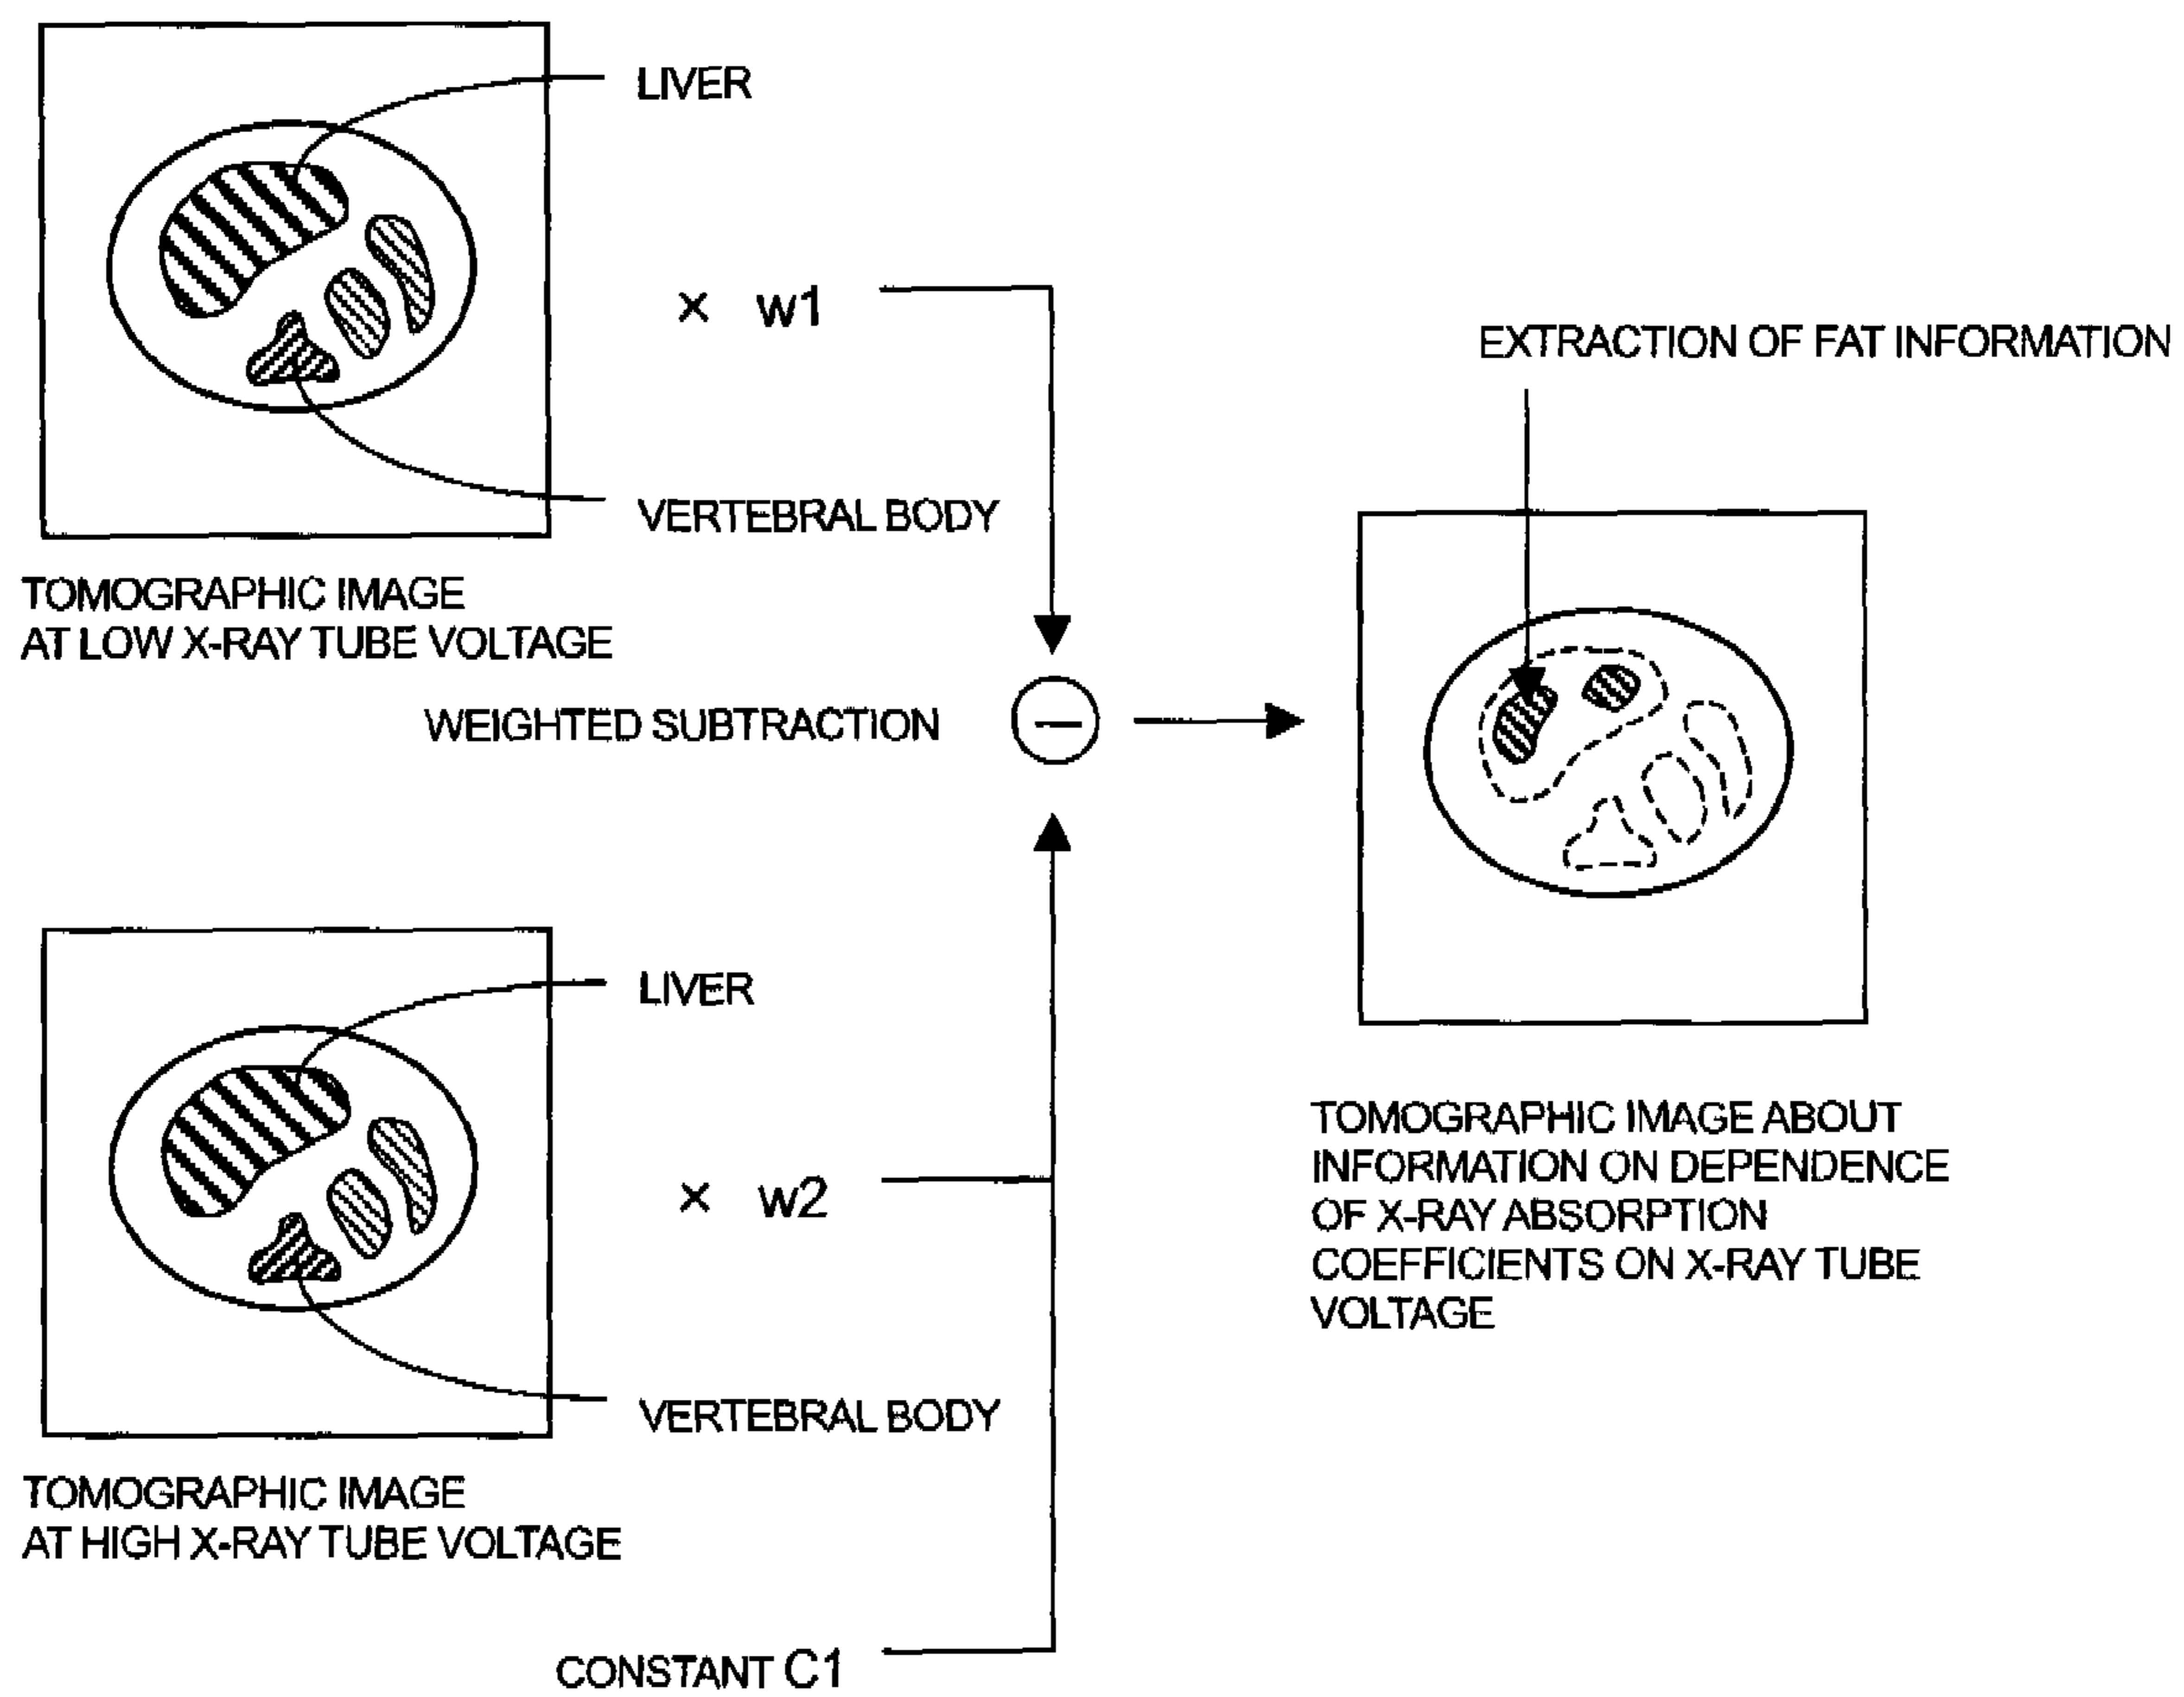 LIVER
× w1
VERTEBRAL BODY
TOMOGRAPHIC IMAGE
AT LOW X-RAY TUBE VOLTAGE
EXTRACTION OF FAT INFORMATION
WEIGHTED SUBTRACTION
−
LIVER
× w2
VERTEBRAL BODY
TOMOGRAPHIC IMAGE
AT HIGH X-RAY TUBE VOLTAGE
CONSTANT C1
TOMOGRAPHIC IMAGE ABOUT
INFORMATION ON DEPENDENCE
OF X-RAY ABSORPTION
COEFFICIENTS ON X-RAY TUBE
VOLTAGE